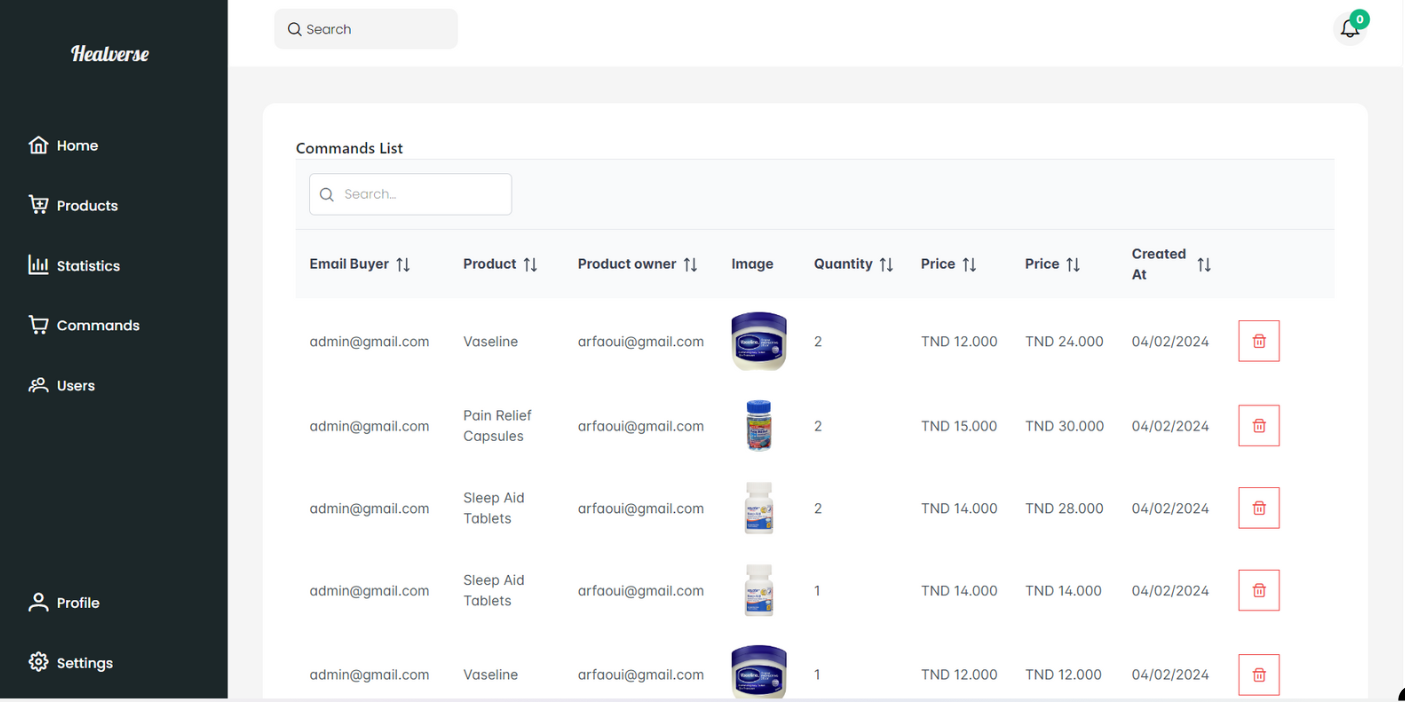 Healverse
Search
0
Home
Products
Statistics
Commands
Users
Profile
Settings
Commands List
Search...
Email Buyer Product Product owner Image Quantity Price Price Created At
admin@gmail.com Vaseline arfaoui@gmail.com 2 TND 12.000 TND 24.000 04/02/2024
admin@gmail.com Pain Relief Capsules arfaoui@gmail.com 2 TND 15.000 TND 30.000 04/02/2024
admin@gmail.com Sleep Aid Tablets arfaoui@gmail.com 2 TND 14.000 TND 28.000 04/02/2024
admin@gmail.com Sleep Aid Tablets arfaoui@gmail.com 1 TND 14.000 TND 14.000 04/02/2024
admin@gmail.com Vaseline arfaoui@gmail.com 1 TND 12.000 TND 12.000 04/02/2024